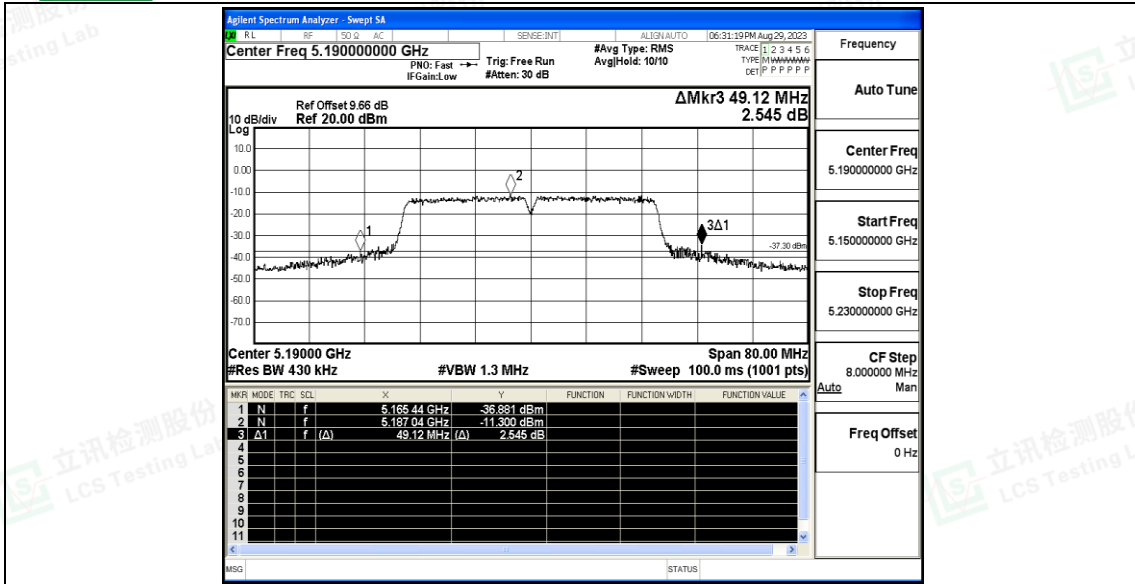 Agilent Spectrum Analyzer - Swept SA
RL RF 50 Ω AC SENSE:INT ALIGNAUTO 06:31:19 PM Aug 29, 2023
Center Freq 5.190000000 GHz
PNO: Fast
IFGain:Low
Trig: Free Run
#Atten: 30 dB
#Avg Type: RMS
Avg|Hold: 10/10
TRACE 1 2 3 4 5 6
TYPE M WWWWW
DET P P P P P P
Ref Offset 9.66 dB
Ref 20.00 dBm
10 dB/div
Log
ΔMkr3 49.12 MHz
2.545 dB
10.0
0.00
-10.0
-20.0
-30.0
-40.0
-50.0
-60.0
-70.0
1
2
3Δ1
-37.30 dBm
Center 5.19000 GHz Span 80.00 MHz
#Res BW 430 kHz #VBW 1.3 MHz #Sweep 100.0 ms (1001 pts)
MKR MODE TRC SCL X Y FUNCTION FUNCTION WIDTH FUNCTION VALUE
1 N f 5.165 44 GHz -36.881 dBm
2 N f 5.187 04 GHz -11.300 dBm
3 Δ1 f (Δ) 49.12 MHz (Δ) 2.545 dB
4
5
6
7
8
9
10
11
MSG STATUS
Frequency
Auto Tune
Center Freq
5.190000000 GHz
Start Freq
5.150000000 GHz
Stop Freq
5.230000000 GHz
CF Step
8.000000 MHz
Auto Man
Freq Offset
0 Hz
立讯检测股份
LCS Testing Lab
立讯检测股份
LCS Testing L
sting Lab